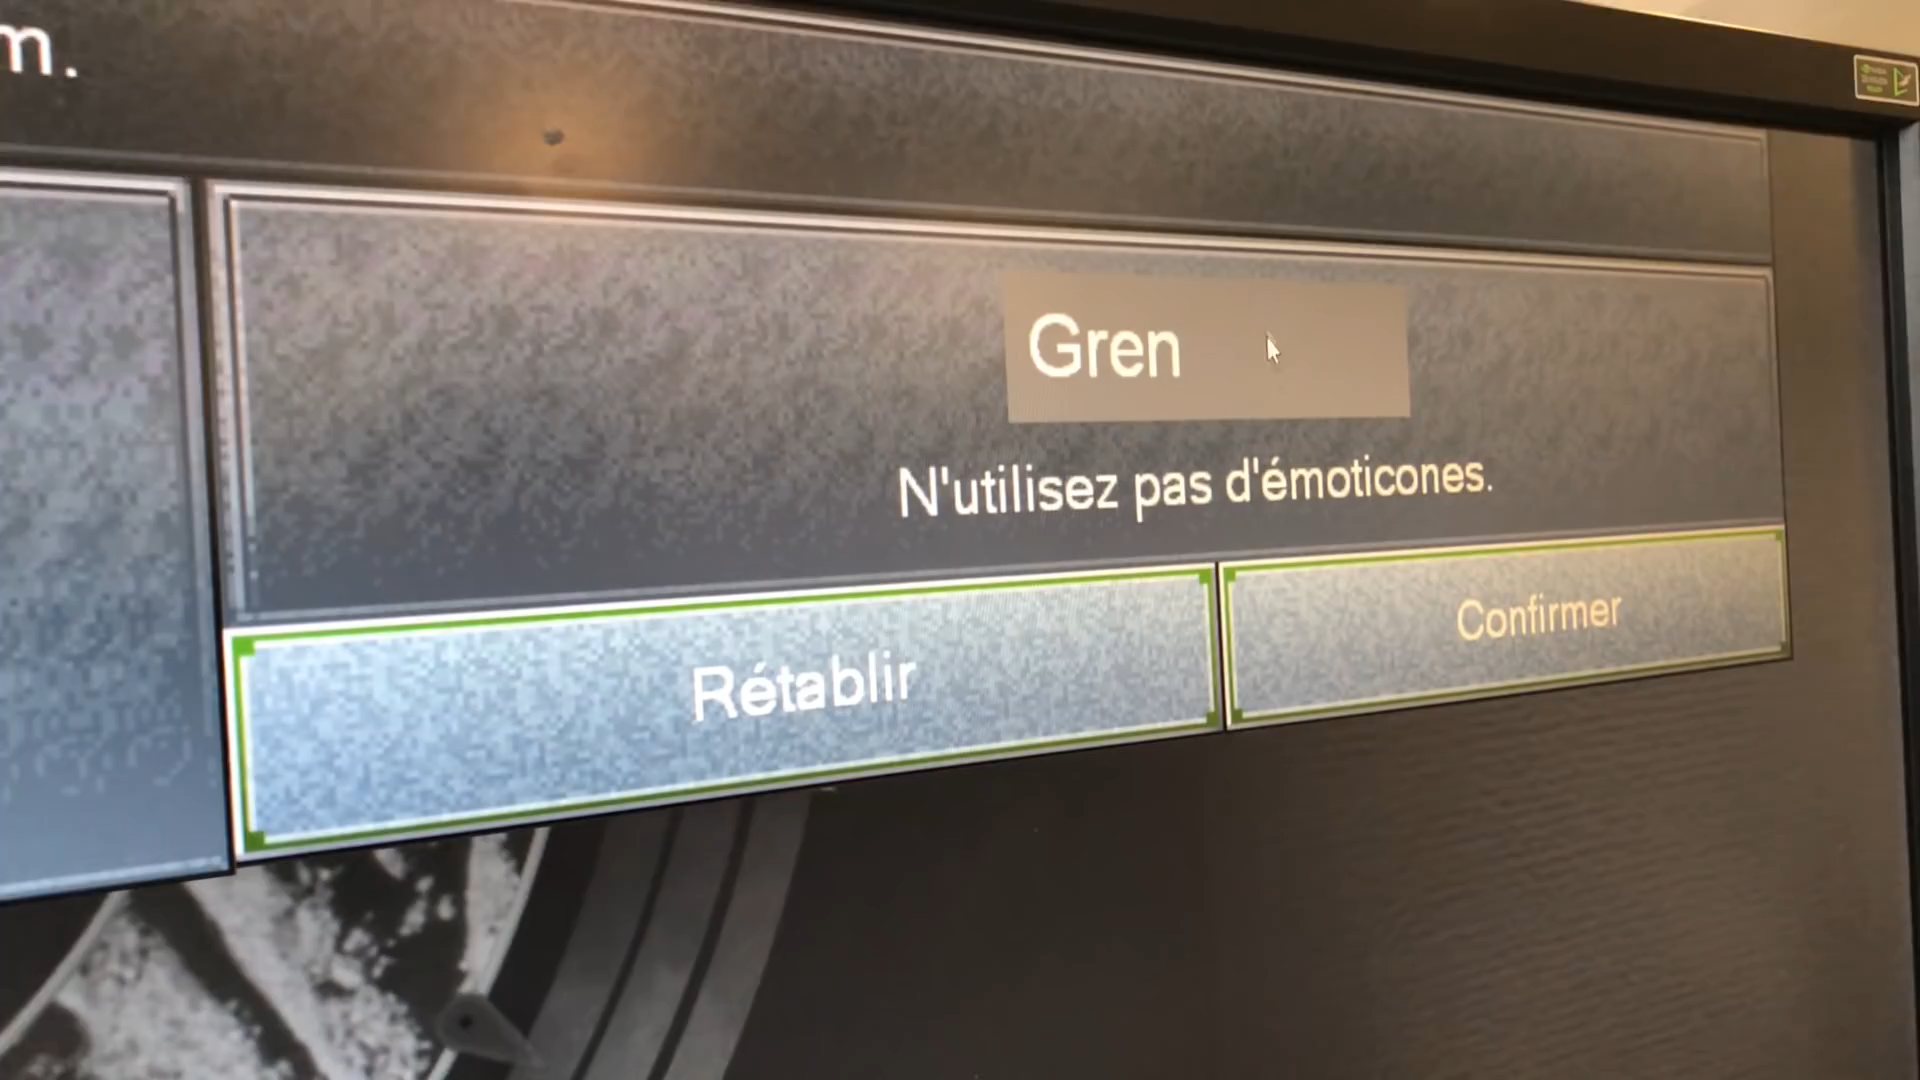 m.
Gren
N'utilisez pas d'émoticones.
Rétablir
Confirmer